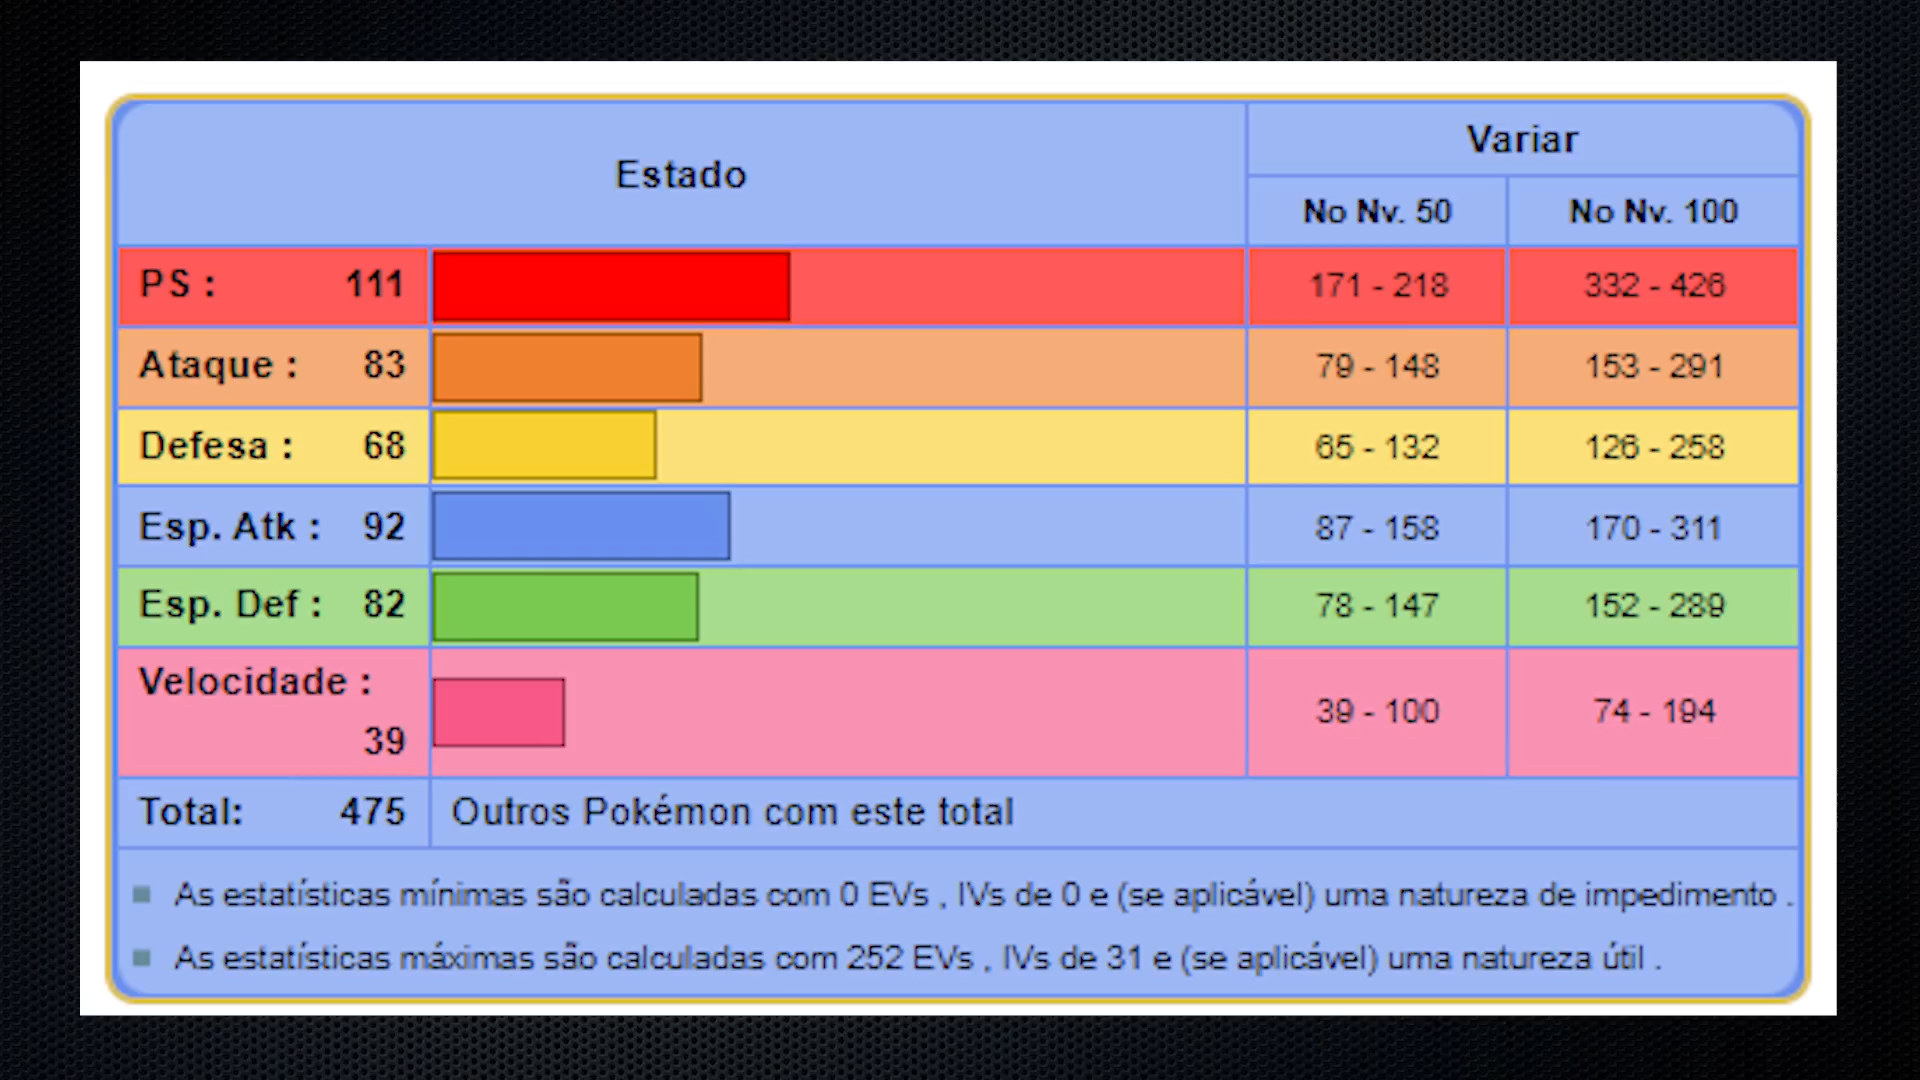 Estado
Variar
No Nv. 50 No Nv. 100
PS : 111 171 - 218 332 - 426
Ataque : 83 79 - 148 153 - 291
Defesa : 68 65 - 132 126 - 258
Esp. Atk : 92 87 - 158 170 - 311
Esp. Def : 82 78 - 147 152 - 289
Velocidade :
39 39 - 100 74 - 194
Total: 475 Outros Pokémon com este total
As estatísticas mínimas são calculadas com 0 EVs , IVs de 0 e (se aplicável) uma natureza de impedimento .
As estatísticas máximas são calculadas com 252 EVs , IVs de 31 e (se aplicável) uma natureza útil .